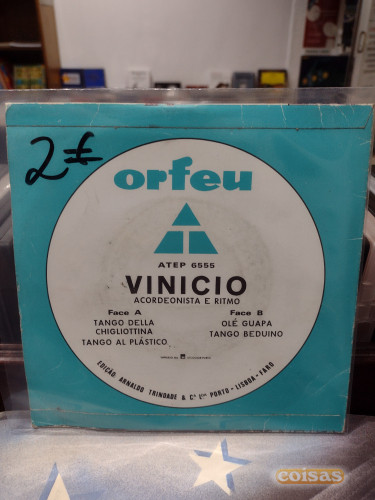 2€
orfeu
ATEP 6555
VINICIO
ACORDEONISTA E RITMO
Face A
TANGO DELLA
CHIGLIOTTINA
TANGO AL PLÁSTICO
Face B
OLÉ GUAPA
TANGO BEDUINO
EDIÇÃO: ARNALDO TRINDADE & Cª Lda PORTO - LISBOA - FARO
coisas